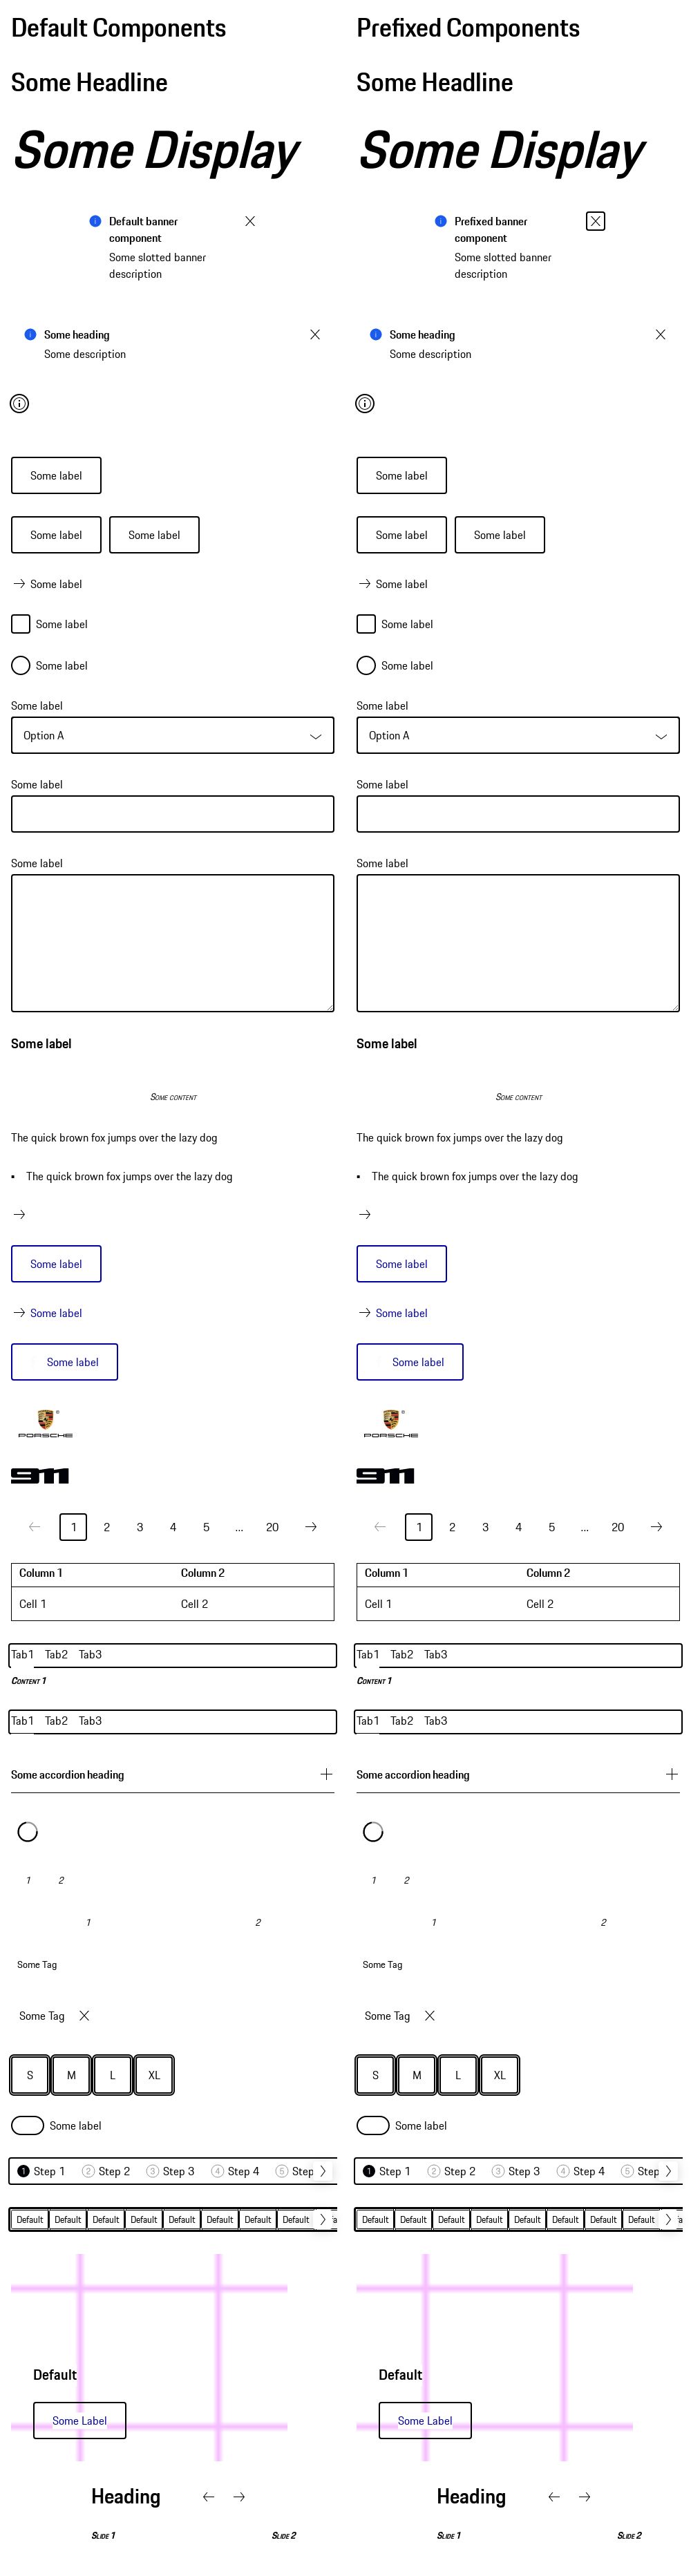 Default Components
Prefixed Components
Some Headline
Some Headline
Some Display
Some Display
Default banner
component
Some slotted banner
description
Prefixed banner
component
Some slotted banner
description
Some heading
Some description
Some heading
Some description
Some label
Some label
Some label Some label
Some label Some label
Some label
Some label
Some label
Some label
Some label
Some label
Some label
Option A
Some label
Option A
Some label
Some label
Some label
Some label
Some label
Some label
Some content
Some content
The quick brown fox jumps over the lazy dog
The quick brown fox jumps over the lazy dog
• The quick brown fox jumps over the lazy dog
• The quick brown fox jumps over the lazy dog
Some label
Some label
Some label
Some label
Some label
Some label
PORSCHE
PORSCHE
911
911
1 2 3 4 5 ... 20
1 2 3 4 5 ... 20
Column 1 Column 2
Cell 1 Cell 2
Column 1 Column 2
Cell 1 Cell 2
Tab1 Tab2 Tab3
Content 1
Tab1 Tab2 Tab3
Content 1
Tab1 Tab2 Tab3
Tab1 Tab2 Tab3
Some accordion heading
Some accordion heading
1 2
1 2
1 2
1 2
Some Tag
Some Tag
Some Tag
Some Tag
S M L XL
S M L XL
Some label
Some label
1 Step 1 2 Step 2 3 Step 3 4 Step 4 5 Step
1 Step 1 2 Step 2 3 Step 3 4 Step 4 5 Step
Default Default Default Default Default Default Default Default
Default Default Default Default Default Default Default Default
Default
Some Label
Default
Some Label
Heading
Slide 1 Slide 2
Heading
Slide 1 Slide 2